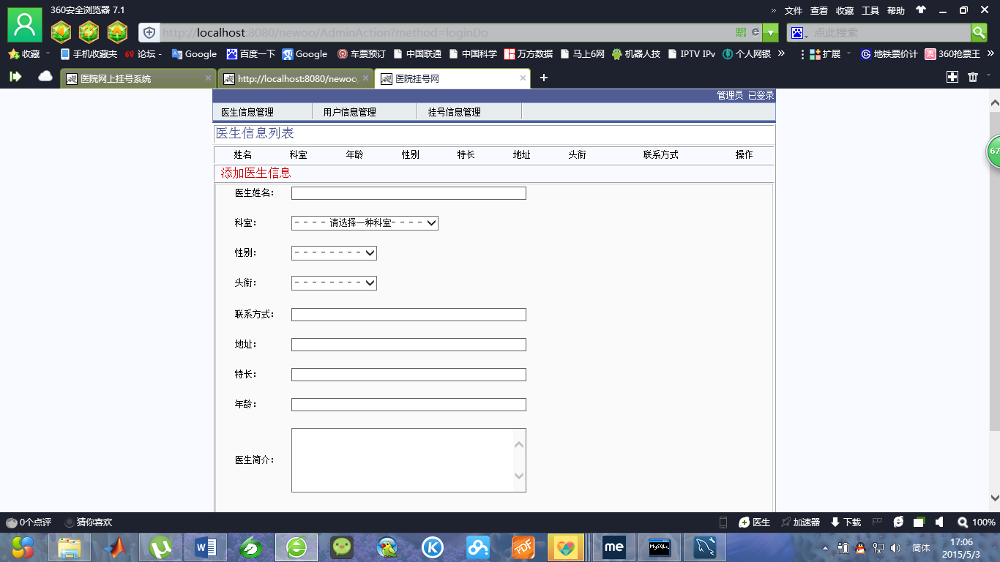 360安全浏览器 7.1
» 文件 查看 收藏 工具 帮助
http://localhost:8080/newoo/AdminAction?method=loginDo
点此搜索
收藏 手机收藏夹 论坛 - Google 百度一下 Google 车票预订 中国联通 中国科学 万方数据 马上6网 机器人技 IPTV IPv 个人网银 » 扩展 地铁票价计 360抢票王 »
医院网上挂号系统 http://localhost:8080/newoo, 医院挂号网
管理员 已登录
医生信息管理 用户信息管理 挂号信息管理
医生信息列表
姓名 科室 年龄 性别 特长 地址 头衔 联系方式 操作
67
添加医生信息
医生姓名：
科室： - - - - 请选择一种科室- - - -
性别： - - - - - - - -
头衔： - - - - - - - -
联系方式：
地址：
特长：
年龄：
医生简介：
0个点评 猜你喜欢 医生 加速器 下载 100%
W PDF me MySQL 简体 17:06
2015/5/3